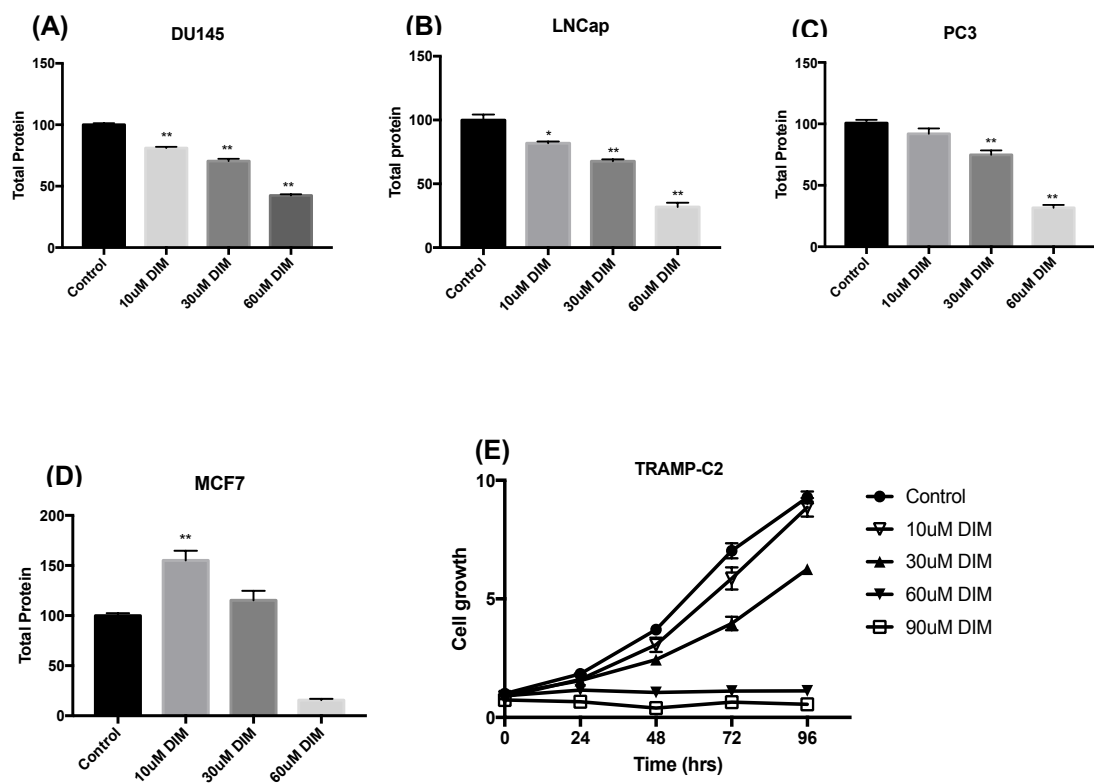 (A)
DU145
Total Protein
150
100
50
0
**
**
**
Control
10uM DIM
30uM DIM
60uM DIM
(B)
LNCap
Total protein
150
100
50
0
*
**
**
Control
10uM DIM
30uM DIM
60uM DIM
(C)
PC3
Total Protein
150
100
50
0
**
**
Control
10uM DIM
30uM DIM
60uM DIM
(D)
MCF7
Total Protein
200
150
100
50
0
**
Control
10uM DIM
30uM DIM
60uM DIM
(E)
TRAMP-C2
Cell growth
10
5
0
0 24 48 72 96
Time (hrs)
Control
10uM DIM
30uM DIM
60uM DIM
90uM DIM